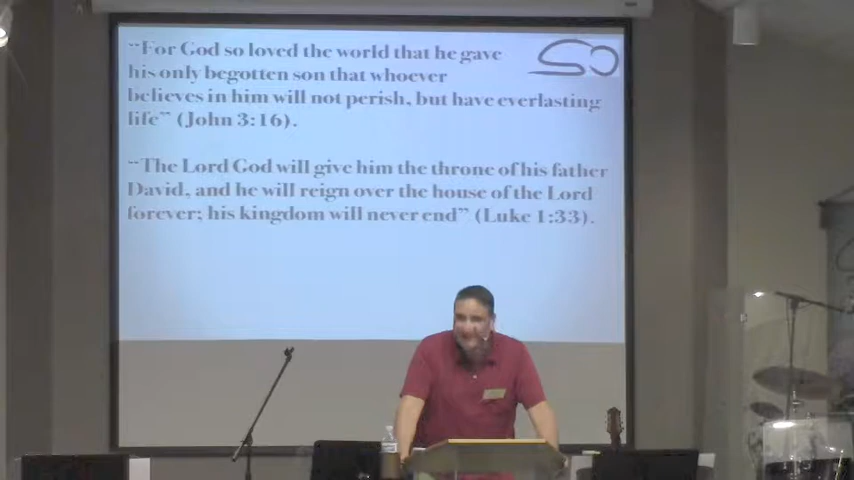 “For God so loved the world that he gave
his only begotten son that whoever
believes in him will not perish, but have everlasting
life” (John 3:16).
“The Lord God will give him the throne of his father
David, and he will reign over the house of the Lord
forever; his kingdom will never end” (Luke 1:33).